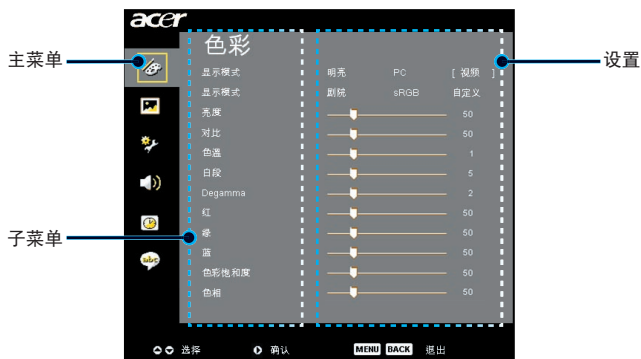 acer
色彩
主菜单
设置
显示模式 明亮 PC [ 视频 ]
显示模式 剧院 sRGB 自定义
亮度 50
对比 50
色温 1
白段 5
Degamma 2
红 50
绿 50
子菜单
蓝 50
abc
色彩饱和度 50
色相 50
选择 确认 MENU BACK 退出